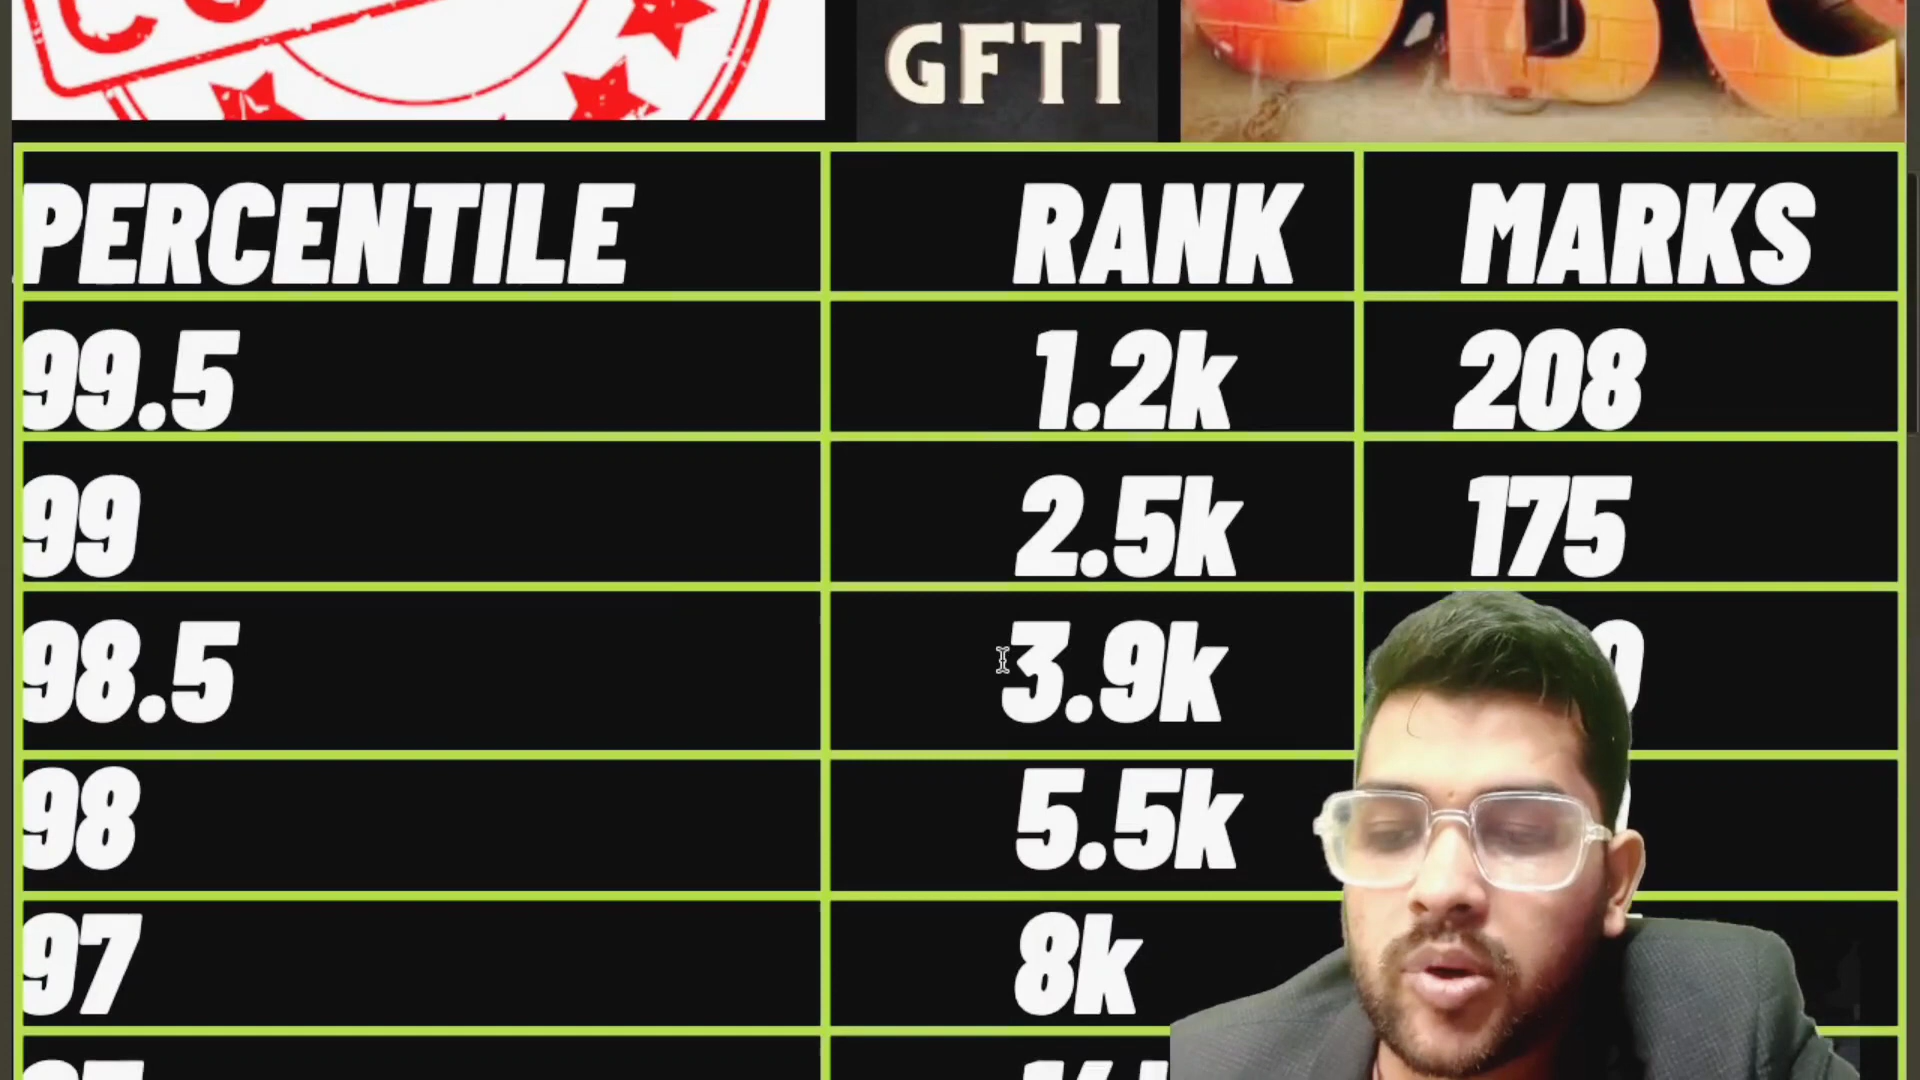 GFTI
OBC
PERCENTILE RANK MARKS
99.5 1.2k 208
99 2.5k 175
98.5 3.9k
98 5.5k
97 8k